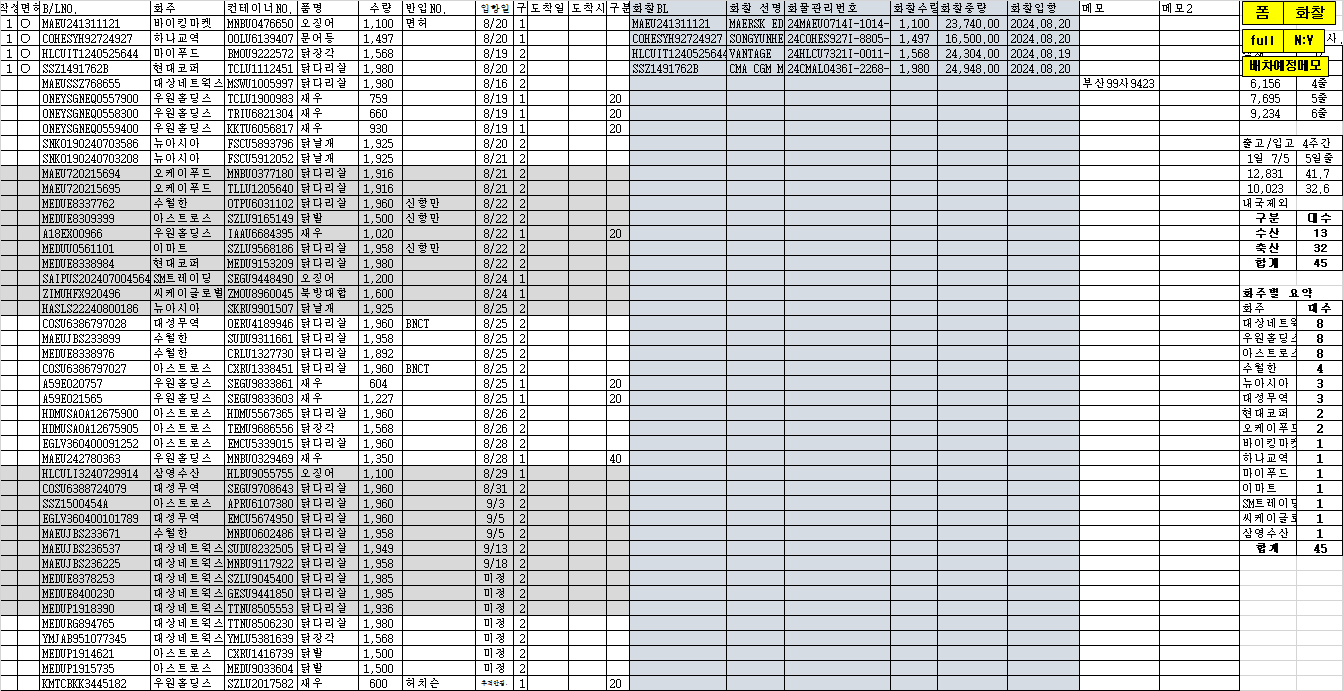 작성 면허 B/LNO. 화주 컨테이너NO. 품명 수량 반입NO. 입항일 구 도착일 도착시 구분 화찰BL 화찰 선명 화물관리번호 화찰수량 화찰중량 화찰입항 메모 메모2 폼 화찰
1 O MAEU241311121 바이킹마켓 MNBU0476650 오징어 1,100 면허 8/20 1 MAEU241311121 MAERSK ED 24MAEU0714I-1014- 1,100 23,740.00 2024.08.20
1 O COHESYH92724927 하나교역 OOLU6139407 문어등 1,497 8/20 1 COHESYH92724927 SONGYUNHE 24COHES927I-8805- 1,497 16,500.00 2024.08.20 full N:Y 사.
1 O HLCUIT1240525644 마이푸드 BMOU9222572 닭장각 1,568 8/19 2 HLCUIT1240525644 VANTAGE 24HLCU7321I-0011- 1,568 24,304.00 2024.08.19
1 O SSZ1491762B 현대코퍼 TCLU1112451 닭다리살 1,980 8/20 2 SSZ1491762B CMA CGM M 24CMAL0436I-2268- 1,980 24,948.00 2024.08.20 배차예정메모
MAEUSSZ768655 대상네트웍스 MSWU1005997 닭다리살 1,980 8/16 2 부산99사9423 6,156 4줄
ONEYSGNEQ0557900 우원홀딩스 TCLU1900983 새우 759 8/19 1 20 7,695 5줄
ONEYSGNEQ0558300 우원홀딩스 TRIU6821304 새우 660 8/19 1 20 9,234 6줄
ONEYSGNEQ0559400 우원홀딩스 KKTU6056817 새우 930 8/19 1 20
SNKO190240703586 뉴아시아 FSCU5893796 닭날개 1,925 8/20 2 출고/입고 4주간
SNKO190240703208 뉴아시아 FSCU5912052 닭날개 1,925 8/21 2 1일 7/5 5일줄
MAEU720215694 오케이푸드 MNBU0377180 닭다리살 1,916 8/21 2 12,831 41.7
MAEU720215695 오케이푸드 TLLU1205640 닭다리살 1,916 8/21 2 10,023 32.6
MEDUE8337762 수월한 OTPU6031102 닭다리살 1,960 신항만 8/22 2 내국제외
MEDUE8309399 아스트로스 SZLU9165149 닭발 1,500 신항만 8/22 2 구분 대수
A18EX00966 우원홀딩스 IAAU6684395 새우 1,020 8/22 1 20 수산 13
MEDUU0561101 이마트 SZLU9568186 닭다리살 1,958 신항만 8/22 2 축산 32
MEDUE8338984 현대코퍼 MEDU9153209 닭다리살 1,980 8/22 2 합계 45
SAIPUS202407004564 SM트레이딩 SEGU9448490 오징어 1,200 8/24 1
ZIMUHFX920496 씨케이글로벌 ZMOU8960045 북방대합 1,600 8/24 1 화주별 요약
HASLS22240800186 뉴아시아 SKRU9901507 닭날개 1,925 8/25 2 화주 대수
COSU6386797028 대성무역 OERU4189946 닭다리살 1,960 BNCT 8/25 2 대상네트웍 8
MAEUJBS233899 수월한 SUDU9311661 닭다리살 1,958 8/25 2 우원홀딩스 8
MEDUE8338976 수월한 CRLU1327730 닭다리살 1,892 8/25 2 아스트로스 8
COSU6386797027 아스트로스 CXRU1338451 닭다리살 1,960 BNCT 8/25 2 수월한 4
A59EO20757 우원홀딩스 SEGU9833861 새우 604 8/25 1 20 뉴아시아 3
A59EO21565 우원홀딩스 SEGU9833603 새우 1,227 8/25 1 20 대성무역 3
HDMUSAOA12675900 아스트로스 HDMU5567365 닭다리살 1,960 8/26 2 현대코퍼 2
HDMUSAOA12675905 아스트로스 TEMU9686556 닭장각 1,568 8/26 2 오케이푸드 2
EGLV360400091252 아스트로스 EMCU5339015 닭다리살 1,960 8/28 2 바이킹마켓 1
MAEU242780363 우원홀딩스 MNBU0329469 새우 1,350 8/28 1 40 하나교역 1
HLCULI3240729914 삼영수산 HLBU9055755 오징어 1,100 8/29 1 마이푸드 1
COSU6388724079 대성무역 SEGU9708643 닭다리살 1,960 8/31 2 이마트 1
SSZ1500454A 아스트로스 APRU6107380 닭다리살 1,960 9/3 2 SM트레이딩 1
EGLV360400101789 대성무역 EMCU5674950 닭다리살 1,960 9/5 2 씨케이글로 1
MAEUJBS233671 수월한 MNBU0602486 닭다리살 1,958 9/5 2 삼영수산 1
MAEUJBS236537 대상네트웍스 SUDU8232505 닭다리살 1,949 9/13 2 합계 45
MAEUJBS236225 대상네트웍스 MNBU9117922 닭다리살 1,958 9/18 2
MEDUE8378253 대상네트웍스 SZLU9045400 닭다리살 1,985 미정 2
MEDUE8400230 대상네트웍스 GESU9441850 닭다리살 1,985 미정 2
MEDUP1918390 대상네트웍스 TTNU8505553 닭다리살 1,936 미정 2
MEDURG894765 대상네트웍스 TTNU8506230 닭다리살 1,980 미정 2
YMJAB951077345 대상네트웍스 YMLU5381639 닭장각 1,568 미정 2
MEDUP1914621 아스트로스 CXRU1416739 닭발 1,500 미정 2
MEDUP1915735 아스트로스 MEDU9033604 닭발 1,500 미정 2
KMTCBKK3445182 우원홀딩스 SZLU2017582 새우 600 허치슨 1 20